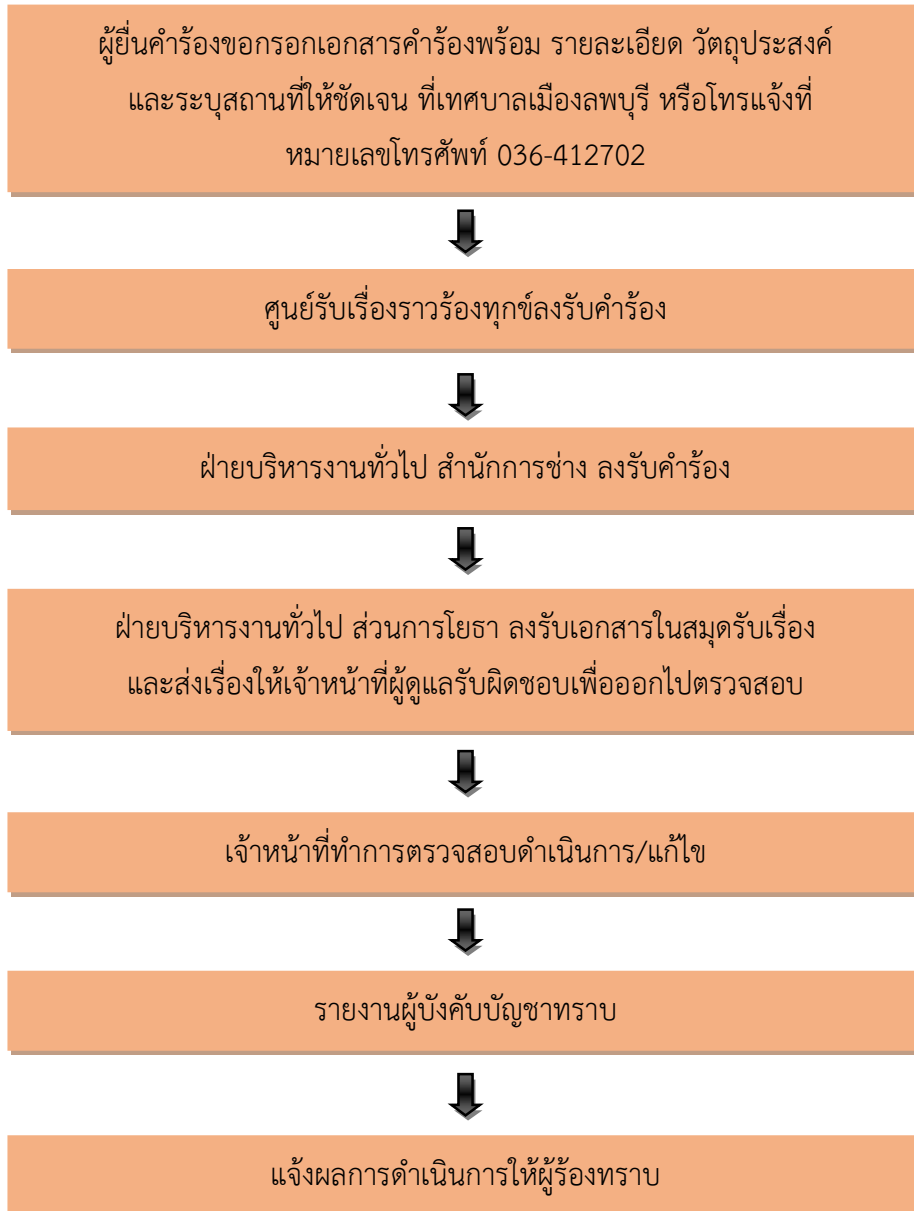 ผู้ยื่นคำร้องขอกรอกเอกสารคำร้องพร้อม รายละเอียด วัตถุประสงค์
และระบุสถานที่ให้ชัดเจน ที่เทศบาลเมืองลพบุรี หรือโทรแจ้งที่
หมายเลขโทรศัพท์ 036-412702
ศูนย์รับเรื่องราวร้องทุกข์ลงรับคำร้อง
ฝ่ายบริหารงานทั่วไป สำนักการช่าง ลงรับคำร้อง
ฝ่ายบริหารงานทั่วไป ส่วนการโยธา ลงรับเอกสารในสมุดรับเรื่อง
และส่งเรื่องให้เจ้าหน้าที่ผู้ดูแลรับผิดชอบเพื่อออกไปตรวจสอบ
เจ้าหน้าที่ทำการตรวจสอบดำเนินการ/แก้ไข
รายงานผู้บังคับบัญชาทราบ
แจ้งผลการดำเนินการให้ผู้ร้องทราบ